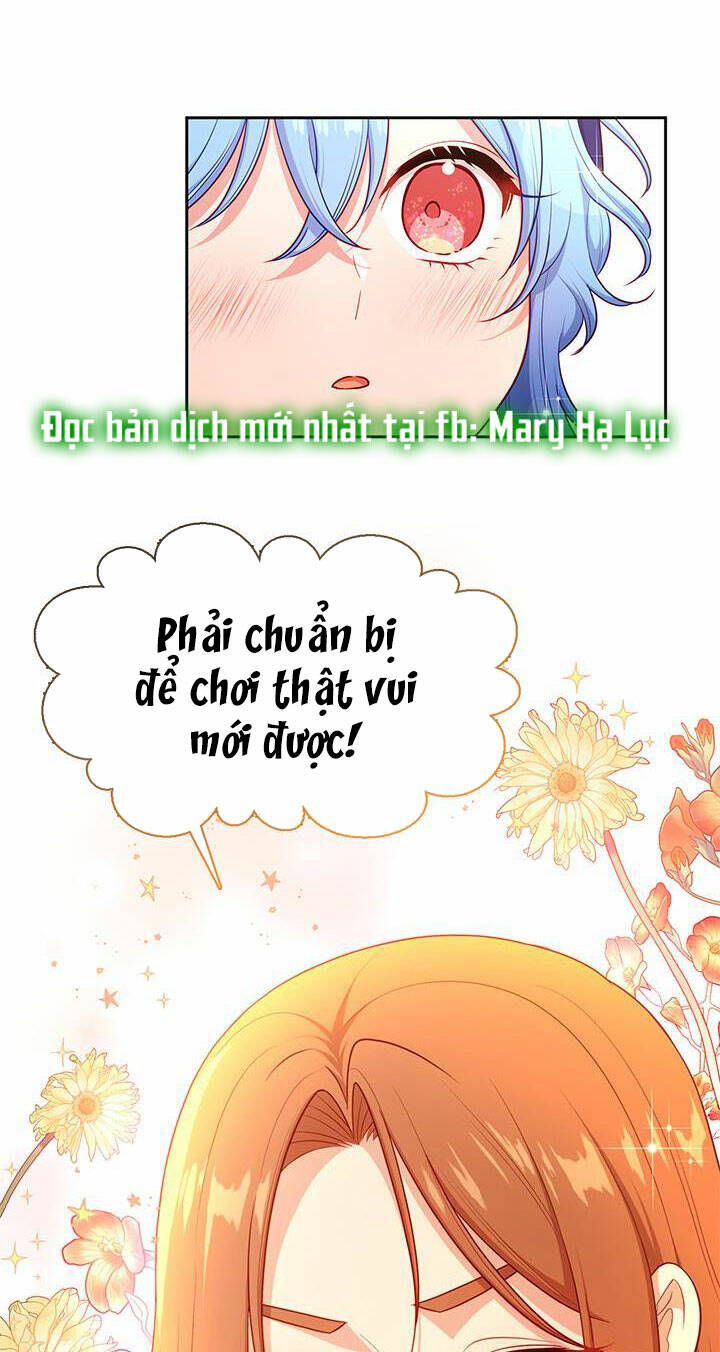 Đọc bản dịch mới nhất tại fb: Mary Hạ Lục
Phải chuẩn bị
để chơi thật vui
mới được!